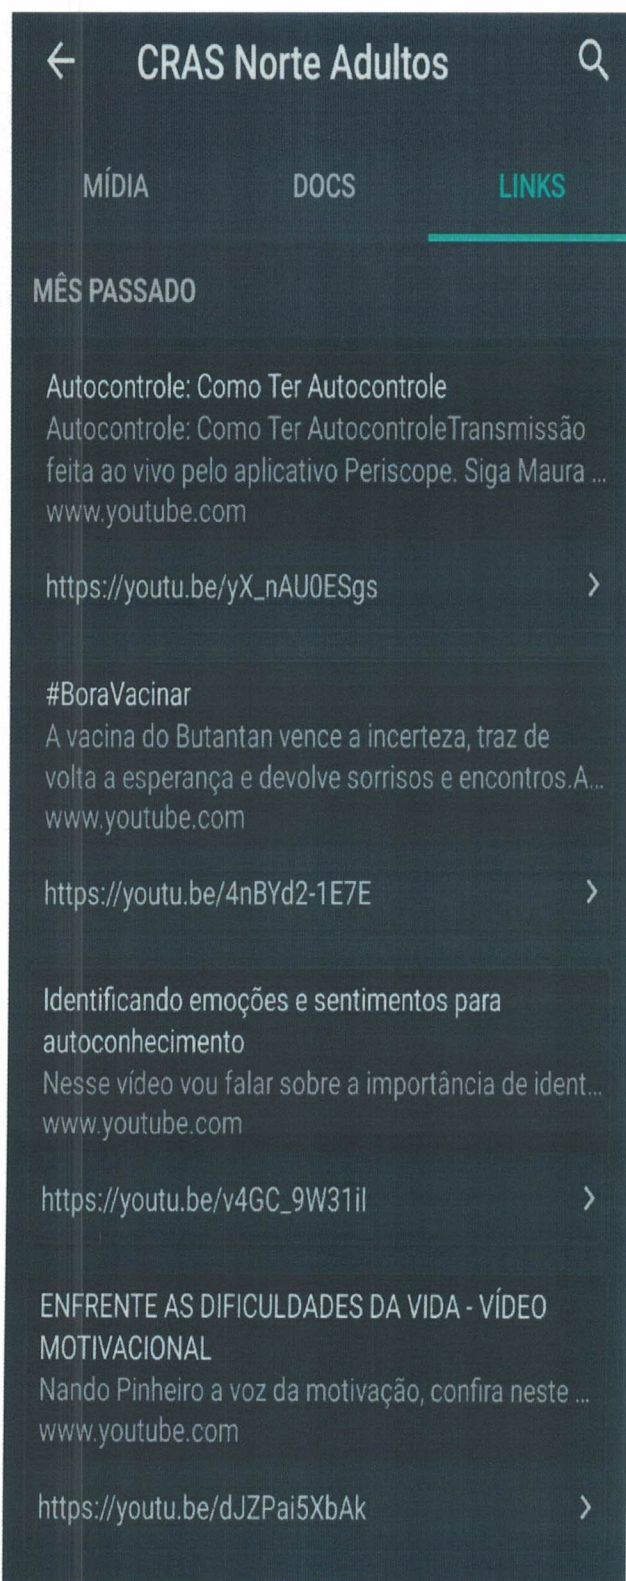 CRAS Norte Adultos
MÍDIA DOCS LINKS
MÊS PASSADO
Autocontrole: Como Ter Autocontrole
Autocontrole: Como Ter AutocontroleTransmissão
feita ao vivo pelo aplicativo Periscope. Siga Maura ...
www.youtube.com
https://youtu.be/yX_nAU0ESgs
#BoraVacinar
A vacina do Butantan vence a incerteza, traz de
volta a esperança e devolve sorrisos e encontros.A...
www.youtube.com
https://youtu.be/4nBYd2-1E7E
Identificando emoções e sentimentos para
autoconhecimento
Nesse vídeo vou falar sobre a importância de ident...
www.youtube.com
https://youtu.be/v4GC_9W31iI
ENFRENTE AS DIFICULDADES DA VIDA - VÍDEO
MOTIVACIONAL
Nando Pinheiro a voz da motivação, confira neste ...
www.youtube.com
https://youtu.be/dJZPai5XbAk